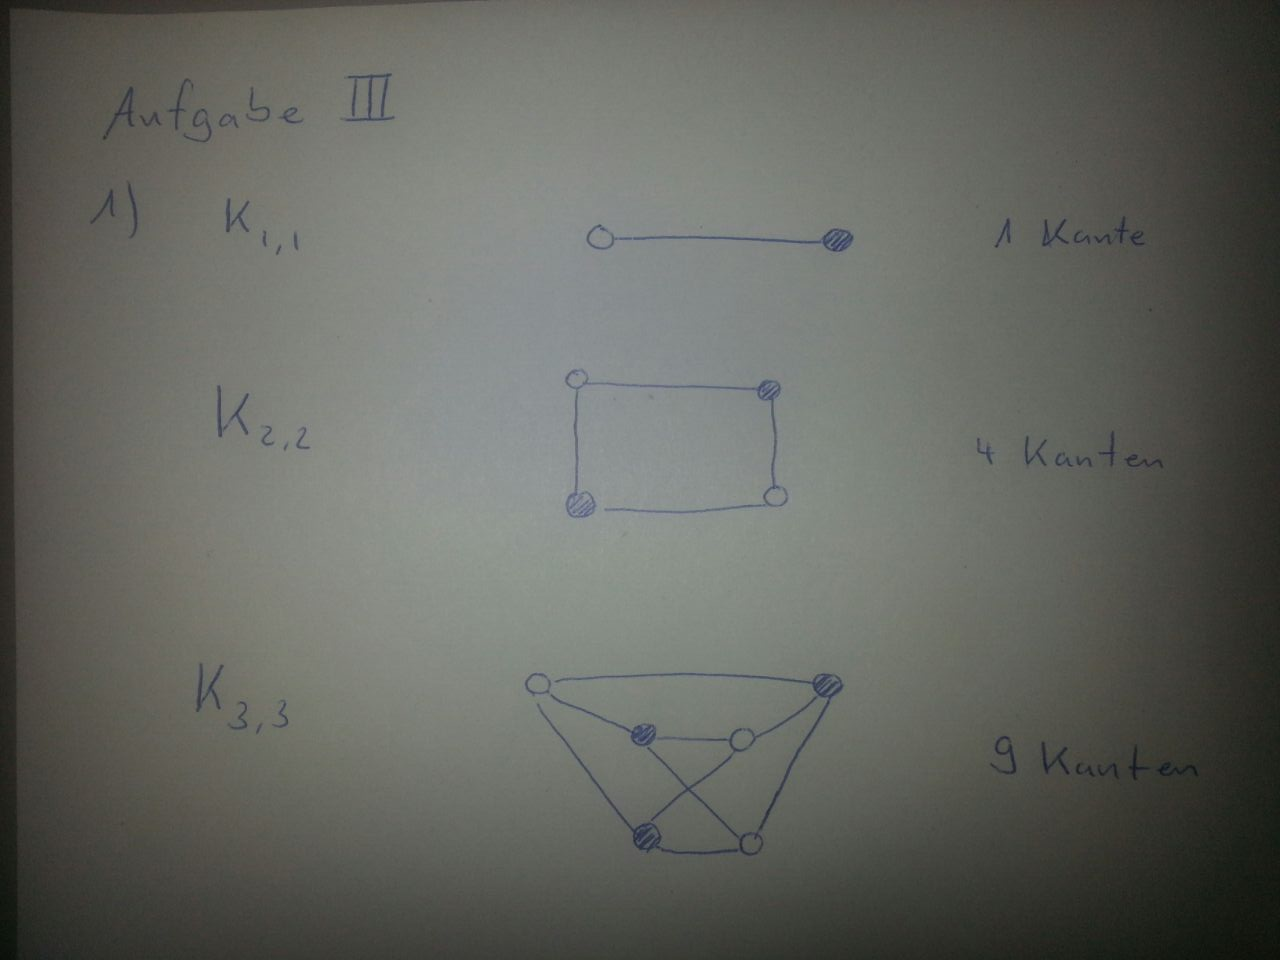 Aufgabe III
1) K1,1 1 Kante
K2,2 4 Kanten
K3,3 9 Kanten